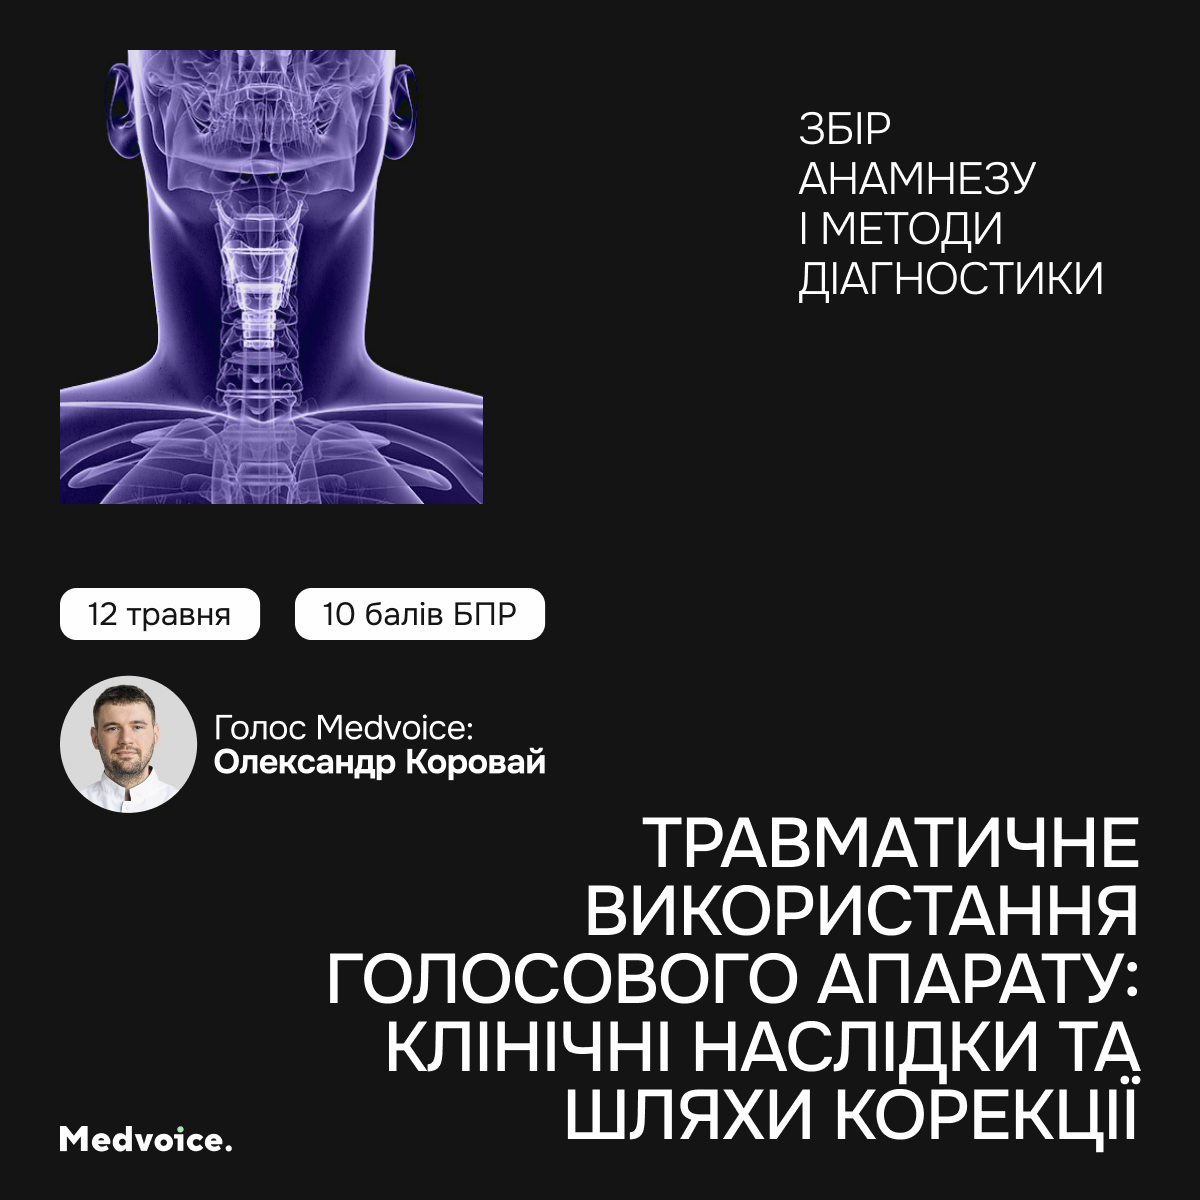 ЗБІР
АНАМНЕЗУ
І МЕТОДИ
ДІАГНОСТИКИ
12 травня
10 балів БПР
Голос Medvoice:
Олександр Коровай
ТРАВМАТИЧНЕ
ВИКОРИСТАННЯ
ГОЛОСОВОГО АПАРАТУ:
КЛІНІЧНІ НАСЛІДКИ ТА
ШЛЯХИ КОРЕКЦІЇ
Medvoice.